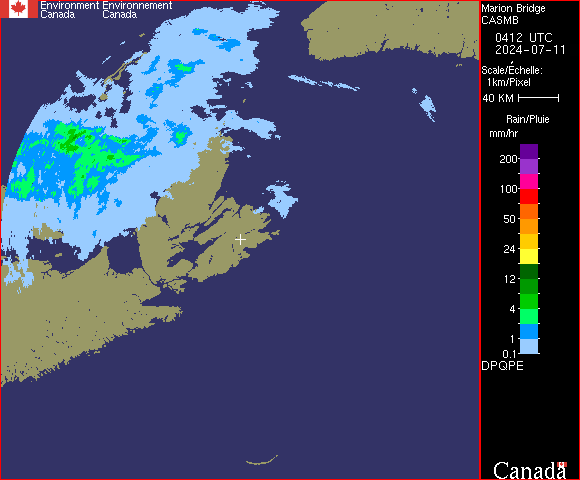 Environment Environnement
Canada Canada
Marion Bridge
CASMB
0412 UTC
2024-07-11
Scale/Echelle:
1km/Pixel
40 KM
Rain/Pluie
mm/hr
200
100
50
24
12
4
1
0.1
DPQPE
Canada